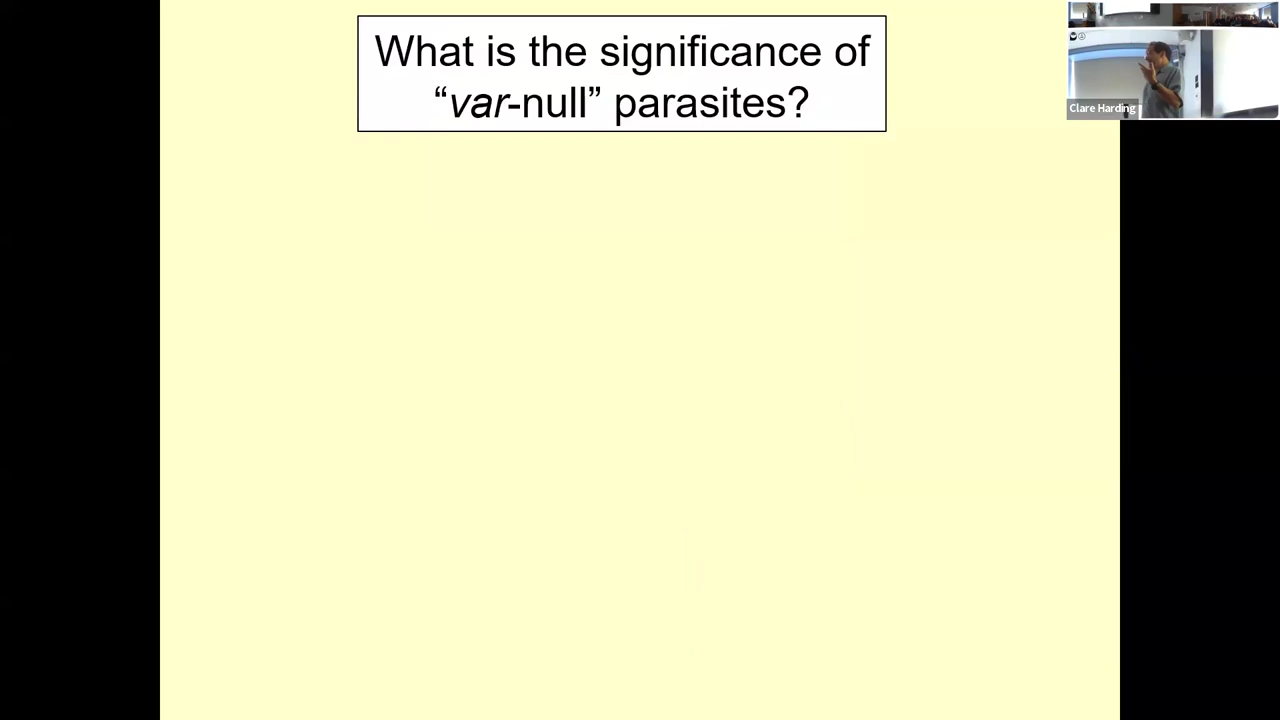 What is the significance of
“var-null” parasites?
Clare Harding